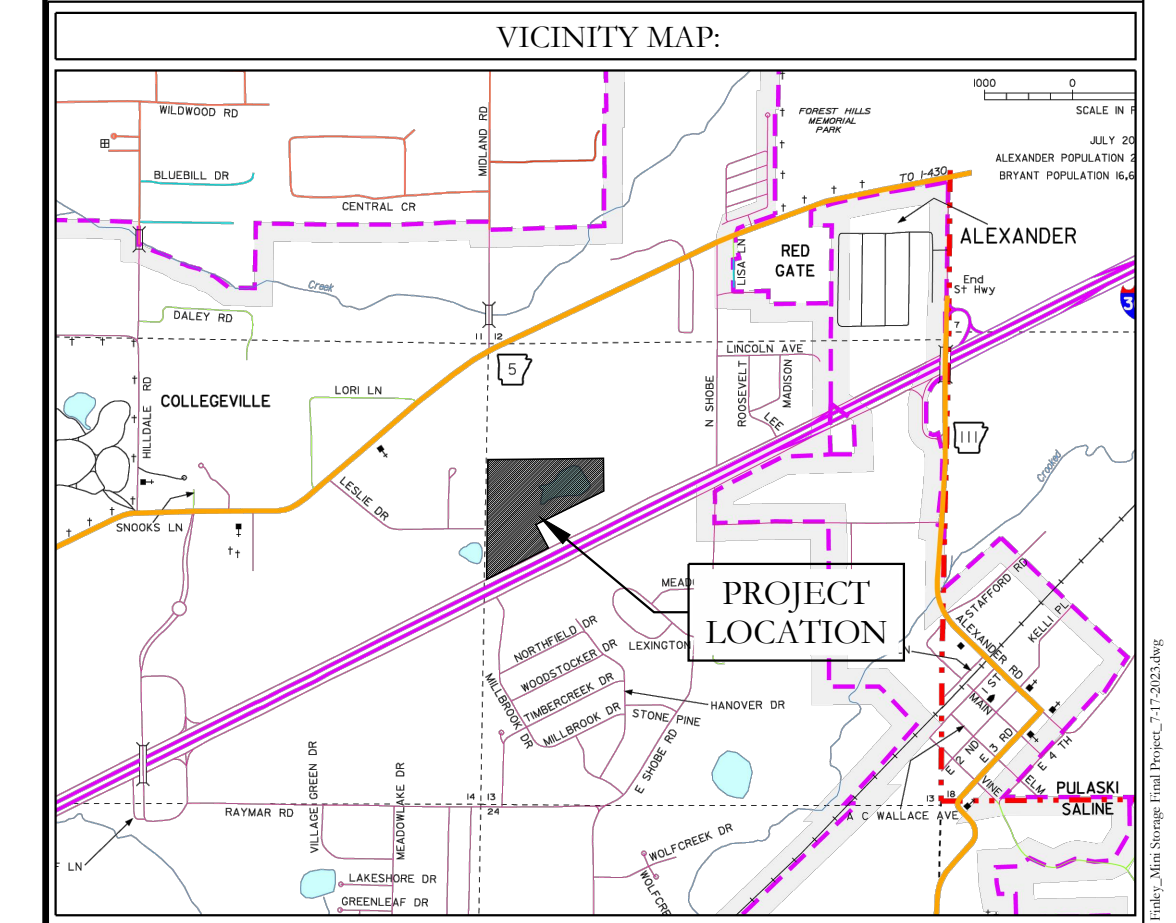 VICINITY MAP:
WILDWOOD RD
MIDLAND RD
FOREST HILLS
MEMORIAL
PARK
1000
0
SCALE IN F
JULY 20
ALEXANDER POPULATION 2
BRYANT POPULATION 16,6
BLUEBILL DR
CENTRAL CR
TO I-430
ALEXANDER
LISA LN
RED
GATE
End
St Hwy
Creek
3
DALEY RD
7
11 12
5
LINCOLN AVE
HILLDALE RD
COLLEGEVILLE
LORI LN
N SHOBE
ROOSEVELT
MADISON
LEE
111
Crooked
LESLIE DR
SNOOKS LN
PROJECT
LOCATION
MEAD
LEXINGTON
N
STAFFORD RD
KELLI PL
ALEXANDER RD
NORTHFIELD DR
WOODSTOCKER DR
TIMBERCREEK DR
MILLBROOK DR
MILLBROOK DR
HANOVER DR
STONE PINE
E SHOBE RD
1 ST
MAIN
E 2 ND
E 3 RD
E 4 TH
VINE
ELM
PULASKI
SALINE
VILLAGE GREEN DR
MEADOWLAKE DR
14 13
24
13 18
RAYMAR RD
A C WALLACE AVE
F LN
WOLFCREEK DR
WOLFCRE
LAKESHORE DR
GREENLEAF DR
Finley_Mini Storage Final Project_7-17-2023.dwg